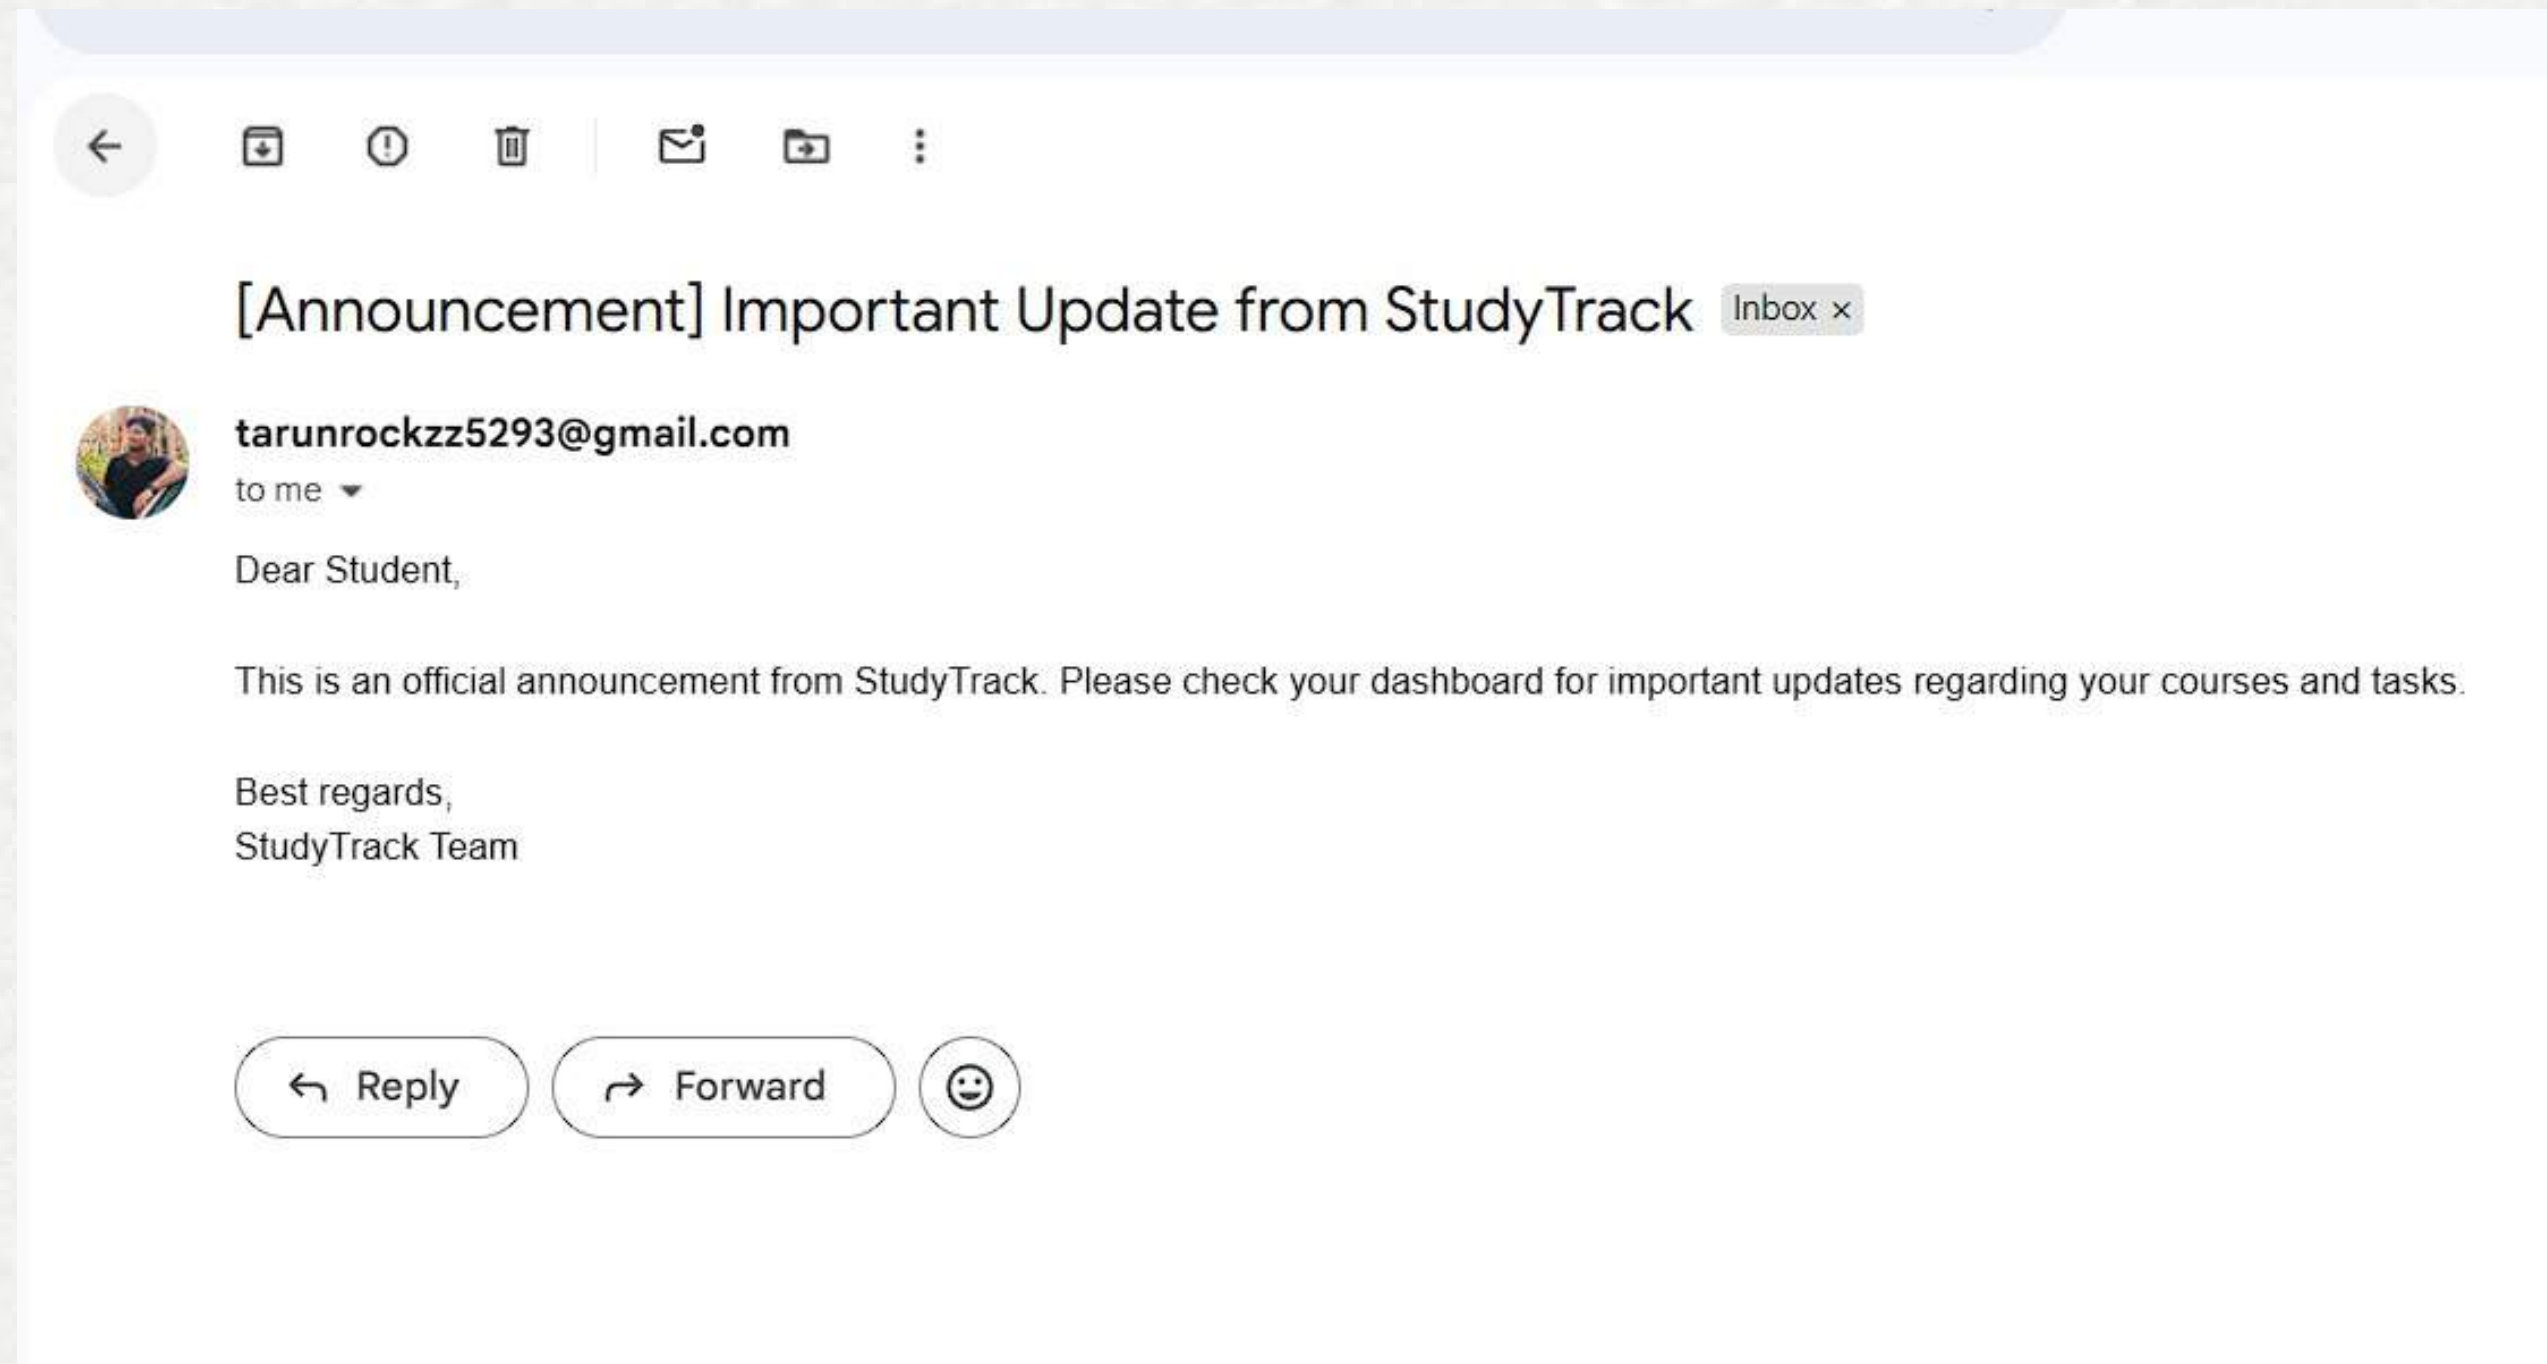 [Announcement] Important Update from StudyTrack Inbox ×
tarunrockzz5293@gmail.com
to me
Dear Student,
This is an official announcement from StudyTrack. Please check your dashboard for important updates regarding your courses and tasks.
Best regards,
StudyTrack Team
Reply Forward